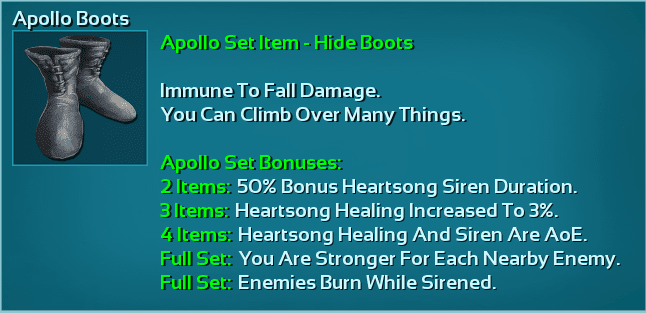 Apollo Boots
Apollo Set Item - Hide Boots
Immune To Fall Damage.
You Can Climb Over Many Things.
Apollo Set Bonuses:
2 Items: 50% Bonus Heartsong Siren Duration.
3 Items: Heartsong Healing Increased To 3%.
4 Items: Heartsong Healing And Siren Are AoE.
Full Set: You Are Stronger For Each Nearby Enemy.
Full Set: Enemies Burn While Sirened.